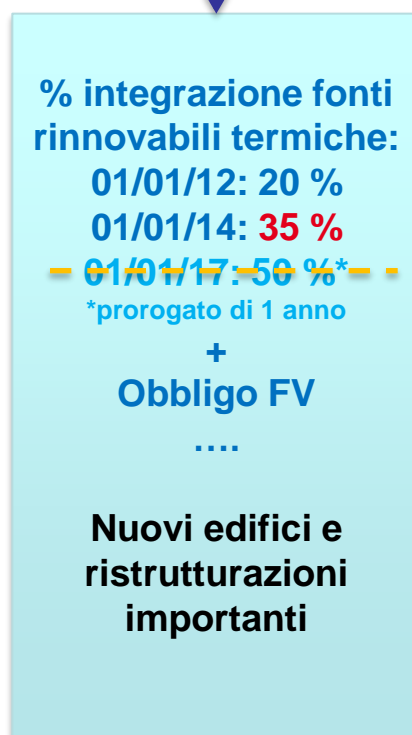 % integrazione fonti
rinnovabili termiche:
01/01/12: 20 %
01/01/14: 35 %
01/01/17: 50 %*
*prorogato di 1 anno
+
Obbligo FV
....
Nuovi edifici e
ristrutturazioni
importanti